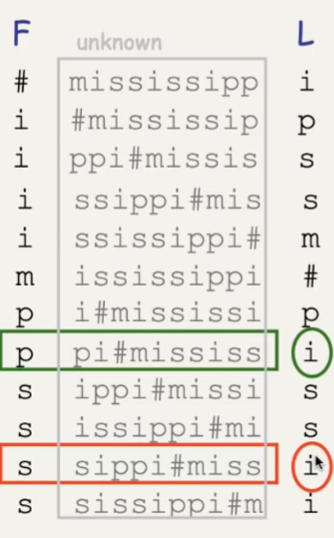 F unknown L
# mississipp i
i #mississip p
i ppi#missis s
i ssippi#mis s
i ssissippi# m
m ississippi #
p i#mississi p
p pi#mississ i
s ippi#missi s
s issippi#mi s
s sippi#miss i
s sissippi#m i